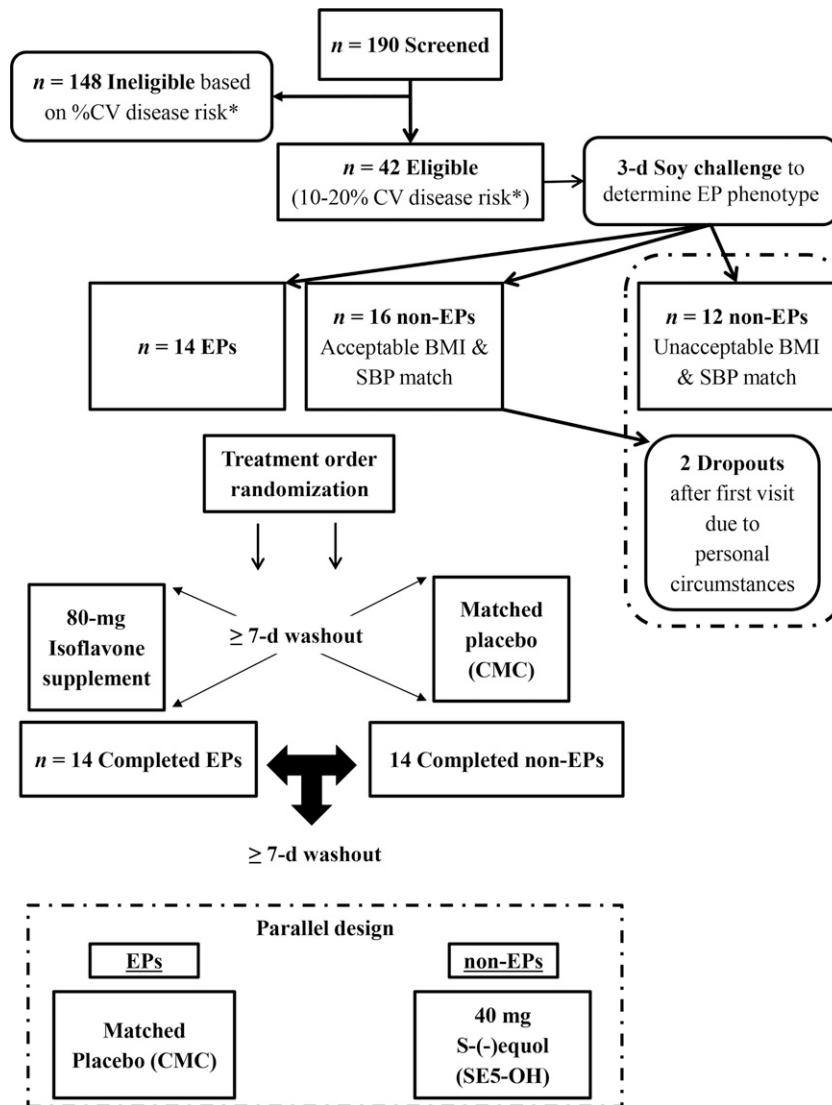 n = 190 Screened
n = 148 Ineligible based
on %CV disease risk*
n = 42 Eligible
(10-20% CV disease risk*)
3-d Soy challenge to
determine EP phenotype
n = 14 EPs
n = 16 non-EPs
Acceptable BMI &
SBP match
n = 12 non-EPs
Unacceptable BMI
& SBP match
2 Dropouts
after first visit
due to
personal
circumstances
Treatment order
randomization
80-mg
Isoflavone
supplement
≥ 7-d washout
Matched
placebo
(CMC)
n = 14 Completed EPs
14 Completed non-EPs
≥ 7-d washout
Parallel design
EPs
non-EPs
Matched
Placebo (CMC)
40 mg
S-(-)equol
(SE5-OH)